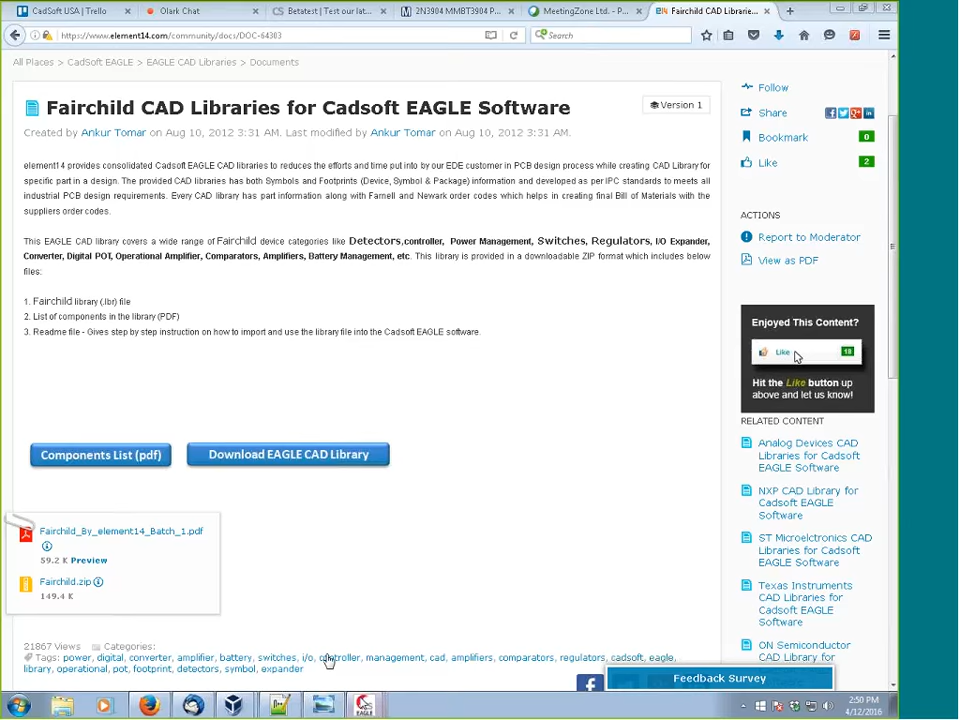 CadSoft USA | Trello
Olark Chat
CS Betatest | Test our lat...
2N3904 MMBT3904 P...
MeetingZone Ltd. - P...
Fairchild CAD Librarie...
https://www.element14.com/community/docs/DOC-64303
Search
All Places > CadSoft EAGLE > EAGLE CAD Libraries > Documents
Fairchild CAD Libraries for Cadsoft EAGLE Software
Version 1
Created by Ankur Tomar on Aug 10, 2012 3:31 AM. Last modified by Ankur Tomar on Aug 10, 2012 3:31 AM.
element14 provides consolidated Cadsoft EAGLE CAD libraries to reduces the efforts and time put into by our EDE customer in PCB design process while creating CAD Library for
specific part in a design. The provided CAD libraries has both Symbols and Footprints (Device, Symbol & Package) information and developed as per IPC standards to meets all
industrial PCB design requirements. Every CAD library has part information along with Farnell and Newark order codes which helps in creating final Bill of Materials with the
suppliers order codes.
This EAGLE CAD library covers a wide range of Fairchild device categories like Detectors,controller, Power Management, Switches, Regulators, I/O Expander,
Converter, Digital POT, Operational Amplifier, Comparators, Amplifiers, Battery Management, etc. This library is provided in a downloadable ZIP format which includes below
files:
1. Fairchild library (.lbr) file
2. List of components in the library (PDF)
3. Readme file - Gives step by step instruction on how to import and use the library file into the Cadsoft EAGLE software.
Components List (pdf)
Download EAGLE CAD Library
Fairchild_By_element14_Batch_1.pdf
59.2 K Preview
Fairchild.zip
149.4 K
21867 Views Categories:
Tags: power, digital, converter, amplifier, battery, switches, i/o, controller, management, cad, amplifiers, comparators, regulators, cadsoft, eagle,
library, operational, pot, footprint, detectors, symbol, expander
Follow
Share
Bookmark 0
Like 2
ACTIONS
Report to Moderator
View as PDF
Enjoyed This Content?
Like 18
Hit the Like button up
above and let us know!
RELATED CONTENT
Analog Devices CAD
Libraries for Cadsoft
EAGLE Software
NXP CAD Library for
Cadsoft EAGLE
Software
ST Microelctronics CAD
Libraries for Cadsoft
EAGLE Software
Texas Instruments
CAD Libraries for
Cadsoft EAGLE
Software
ON Semiconductor
CAD Library for
Feedback Survey
EAGLE
2:50 PM
4/12/2016